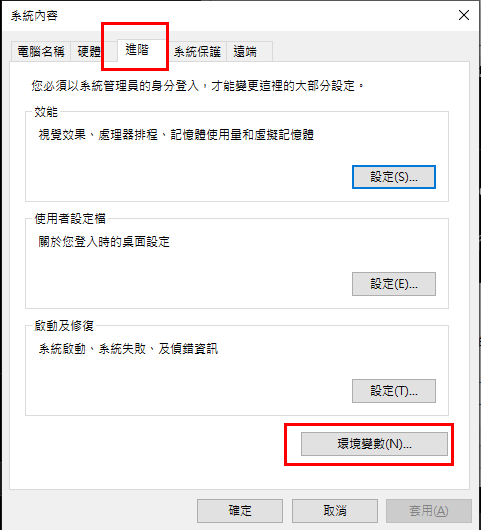 系統內容
電腦名稱 硬體 進階 系統保護 遠端
您必須以系統管理員的身分登入，才能變更這裡的大部分設定。
效能
視覺效果、處理器排程、記憶體使用量和虛擬記憶體
設定(S)...
使用者設定檔
關於您登入時的桌面設定
設定(E)...
啟動及修復
系統啟動、系統失敗、及偵錯資訊
設定(T)...
環境變數(N)...
確定 取消 套用(A)